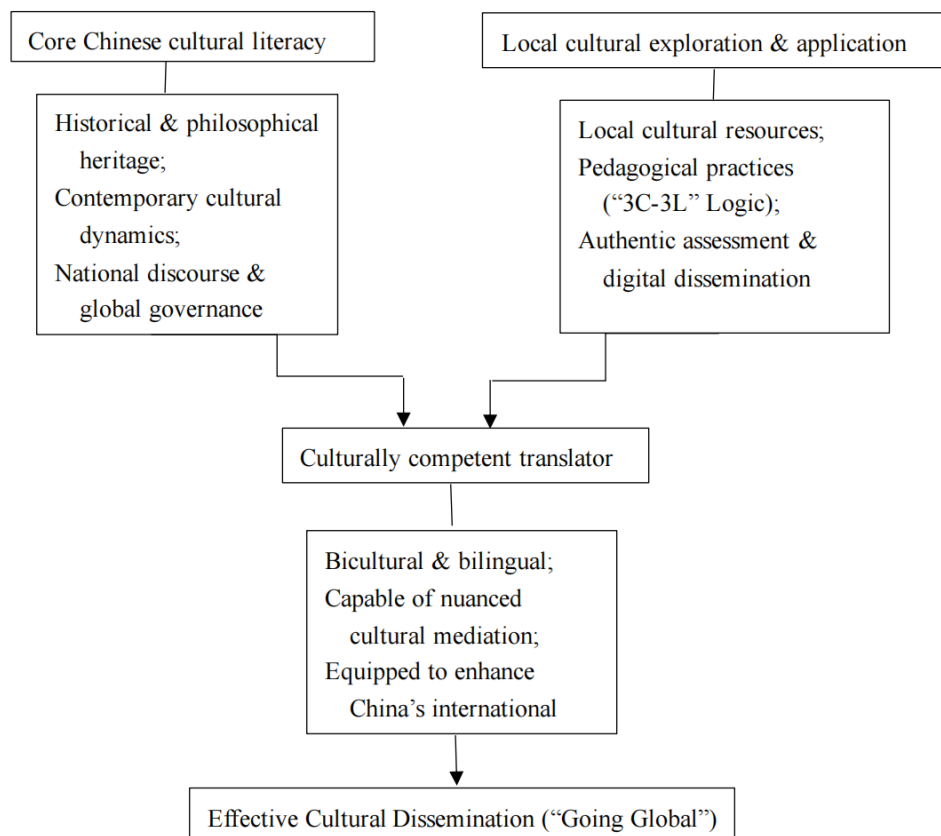 Core Chinese cultural literacy
Local cultural exploration & application
Historical & philosophical
heritage;
Contemporary cultural
dynamics;
National discourse &
global governance
Local cultural resources;
Pedagogical practices
(“3C-3L” Logic);
Authentic assessment &
digital dissemination
Culturally competent translator
Bicultural & bilingual;
Capable of nuanced
cultural mediation;
Equipped to enhance
China’s international
Effective Cultural Dissemination (“Going Global”)